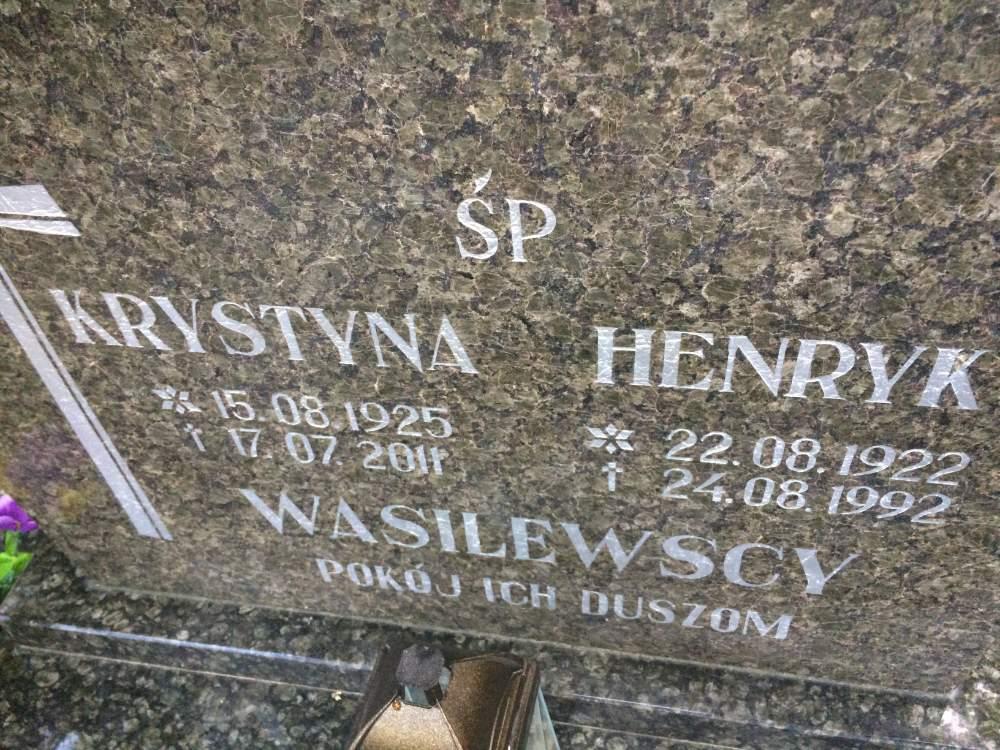 ŚP
KRYSTYNA HENRYK
* 15.08.1925 * 22.08.1922
† 17.07.2011 † 24.08.1992
WASILEWSCY
POKÓJ ICH DUSZOM